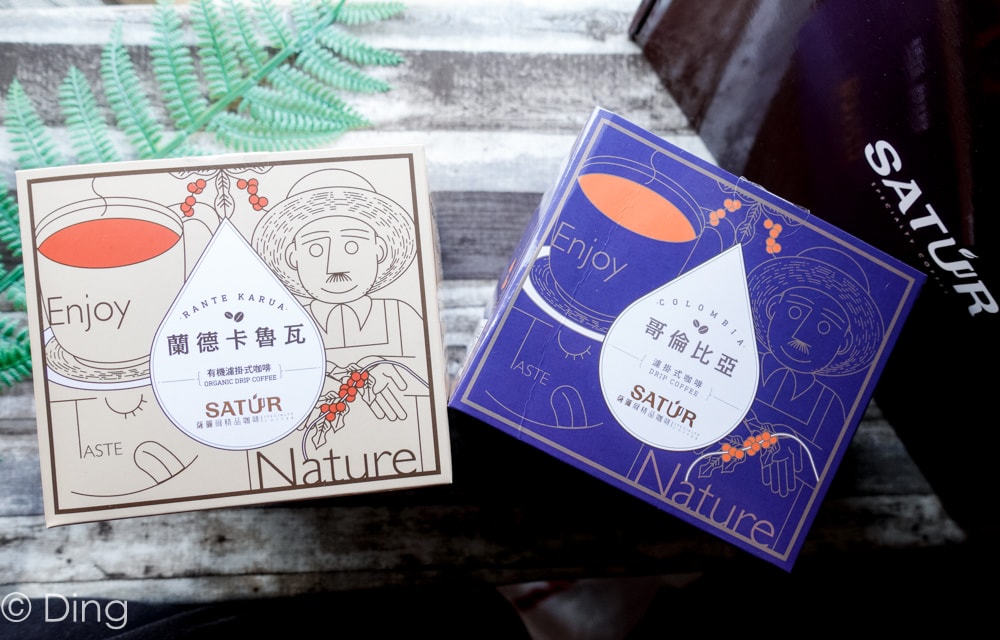 Enjoy
·RANTE KARUA·
蘭德卡魯瓦
有機濾掛式咖啡
ORGANIC DRIP COFFEE
SATÚR
薩圖爾精品咖啡
TASTE
Nature
Enjoy
·COLOMBIA·
哥倫比亞
濾掛式咖啡
DRIP COFFEE
SATÚR
薩圖爾精品咖啡
TASTE
Nature
SATÚR
© Ding